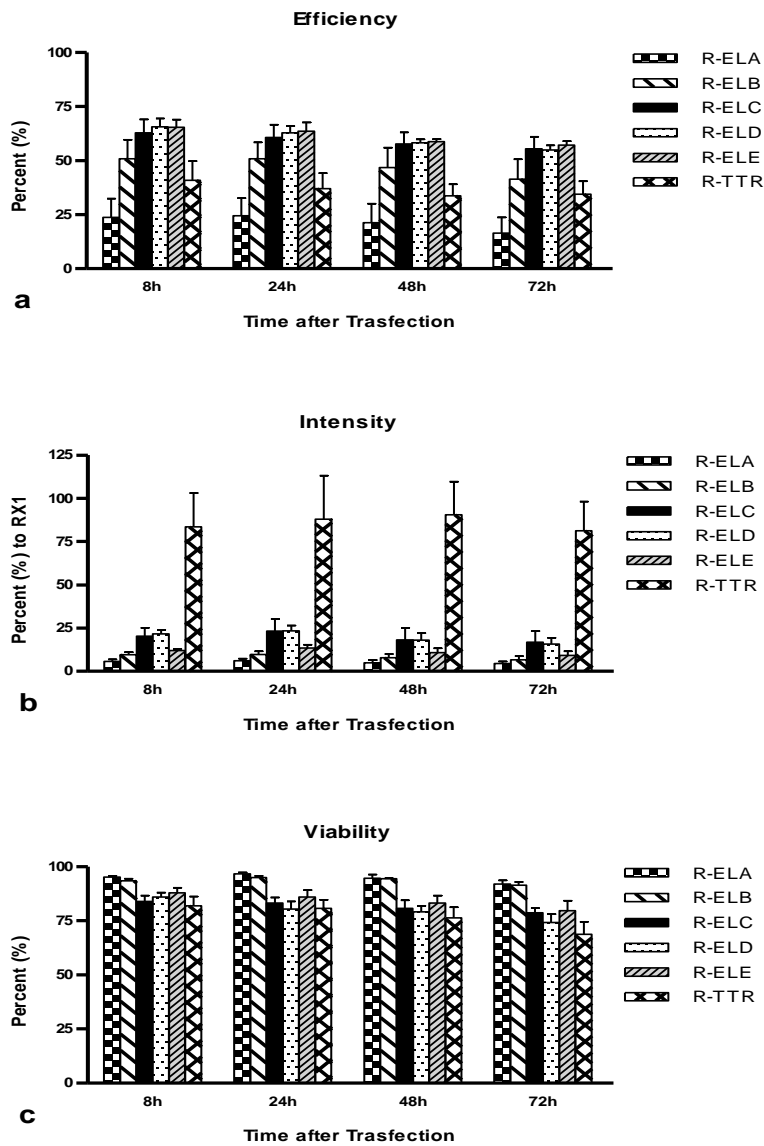 Efficiency
Percent (%)
100
75
50
25
0
8h 24h 48h 72h
Time after Trasfection
R-ELA
R-ELB
R-ELC
R-ELD
R-ELE
R-TTR
a
Intensity
Percent (%) to RX1
125
100
75
50
25
0
8h 24h 48h 72h
Time after Trasfection
R-ELA
R-ELB
R-ELC
R-ELD
R-ELE
R-TTR
b
Viability
Percent (%)
100
75
50
25
0
8h 24h 48h 72h
Time after Trasfection
R-ELA
R-ELB
R-ELC
R-ELD
R-ELE
R-TTR
c